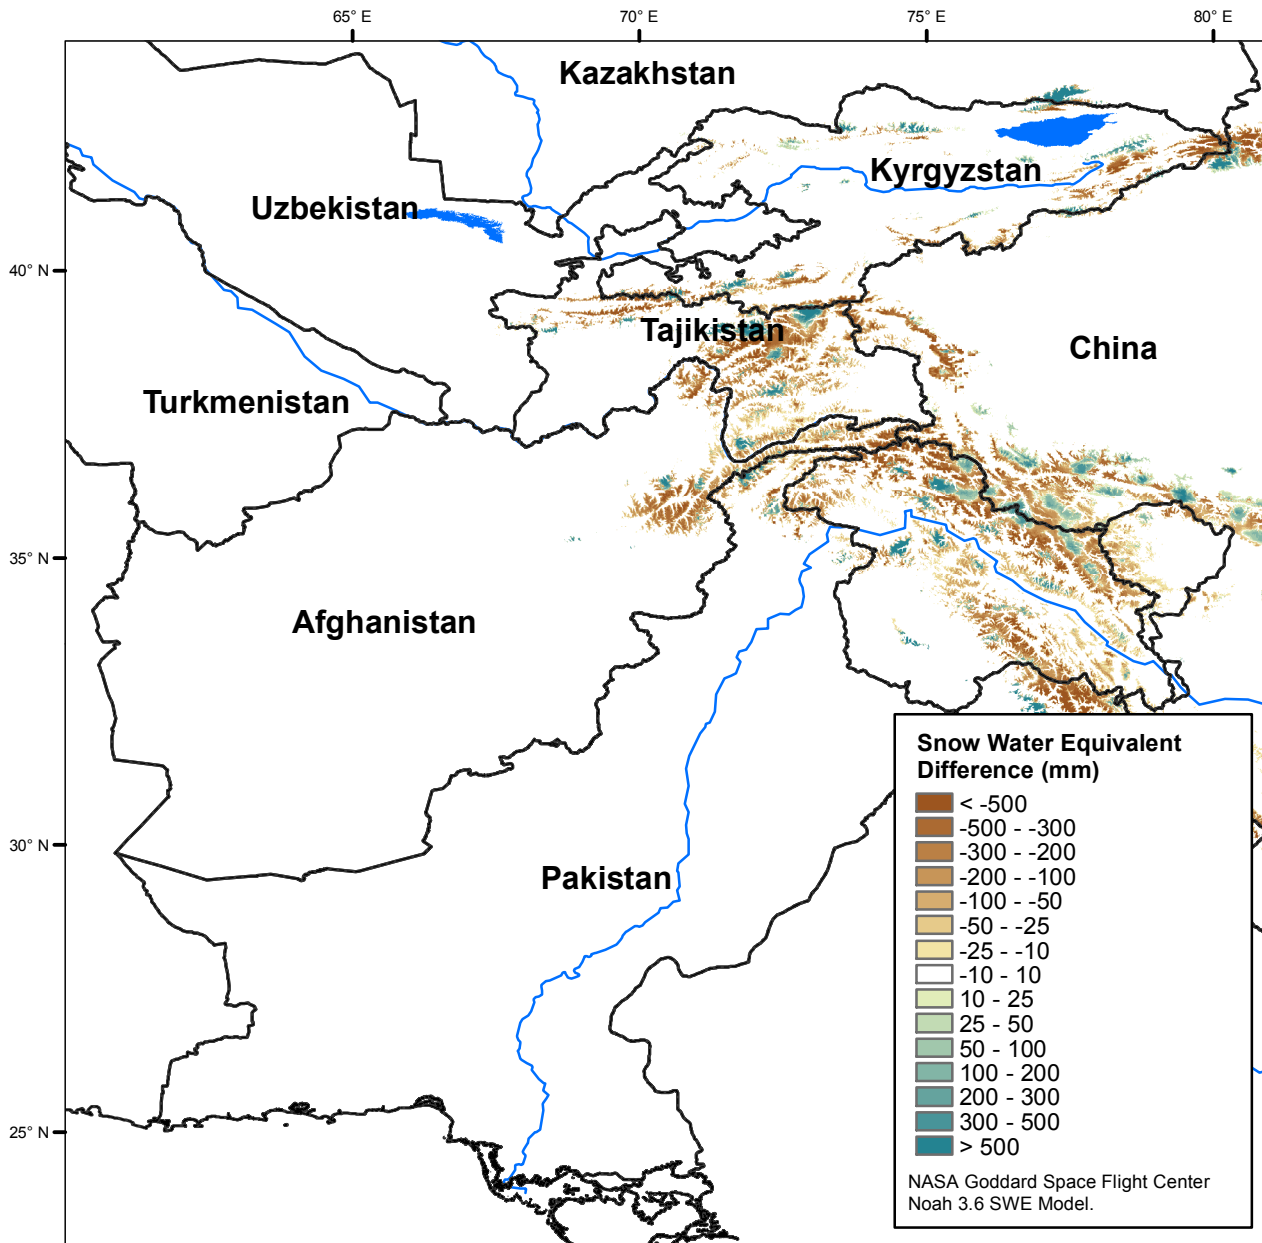 65° E
70° E
75° E
80° E
Kazakhstan
Kyrgyzstan
Uzbekistan
40° N
Tajikistan
China
Turkmenistan
35° N
Afghanistan
30° N
Pakistan
25° N
Snow Water Equivalent
Difference (mm)
< -500
-500 - -300
-300 - -200
-200 - -100
-100 - -50
-50 - -25
-25 - -10
-10 - 10
10 - 25
25 - 50
50 - 100
100 - 200
200 - 300
300 - 500
> 500
NASA Goddard Space Flight Center
Noah 3.6 SWE Model.